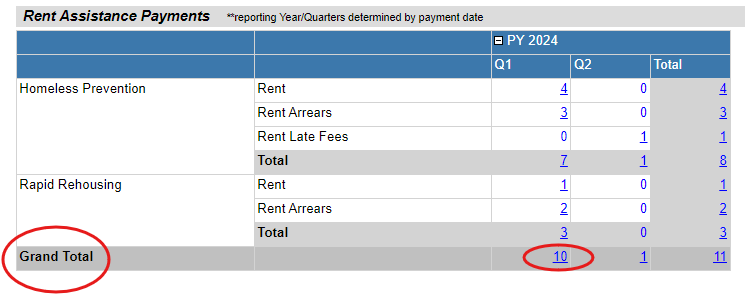 Rent Assistance Payments **reporting Year/Quarters determined by payment date
PY 2024
Q1 Q2 Total
Homeless Prevention Rent 4 0 4
Rent Arrears 3 0 3
Rent Late Fees 0 1 1
Total 7 1 8
Rapid Rehousing Rent 1 0 1
Rent Arrears 2 0 2
Total 3 0 3
Grand Total 10 1 11